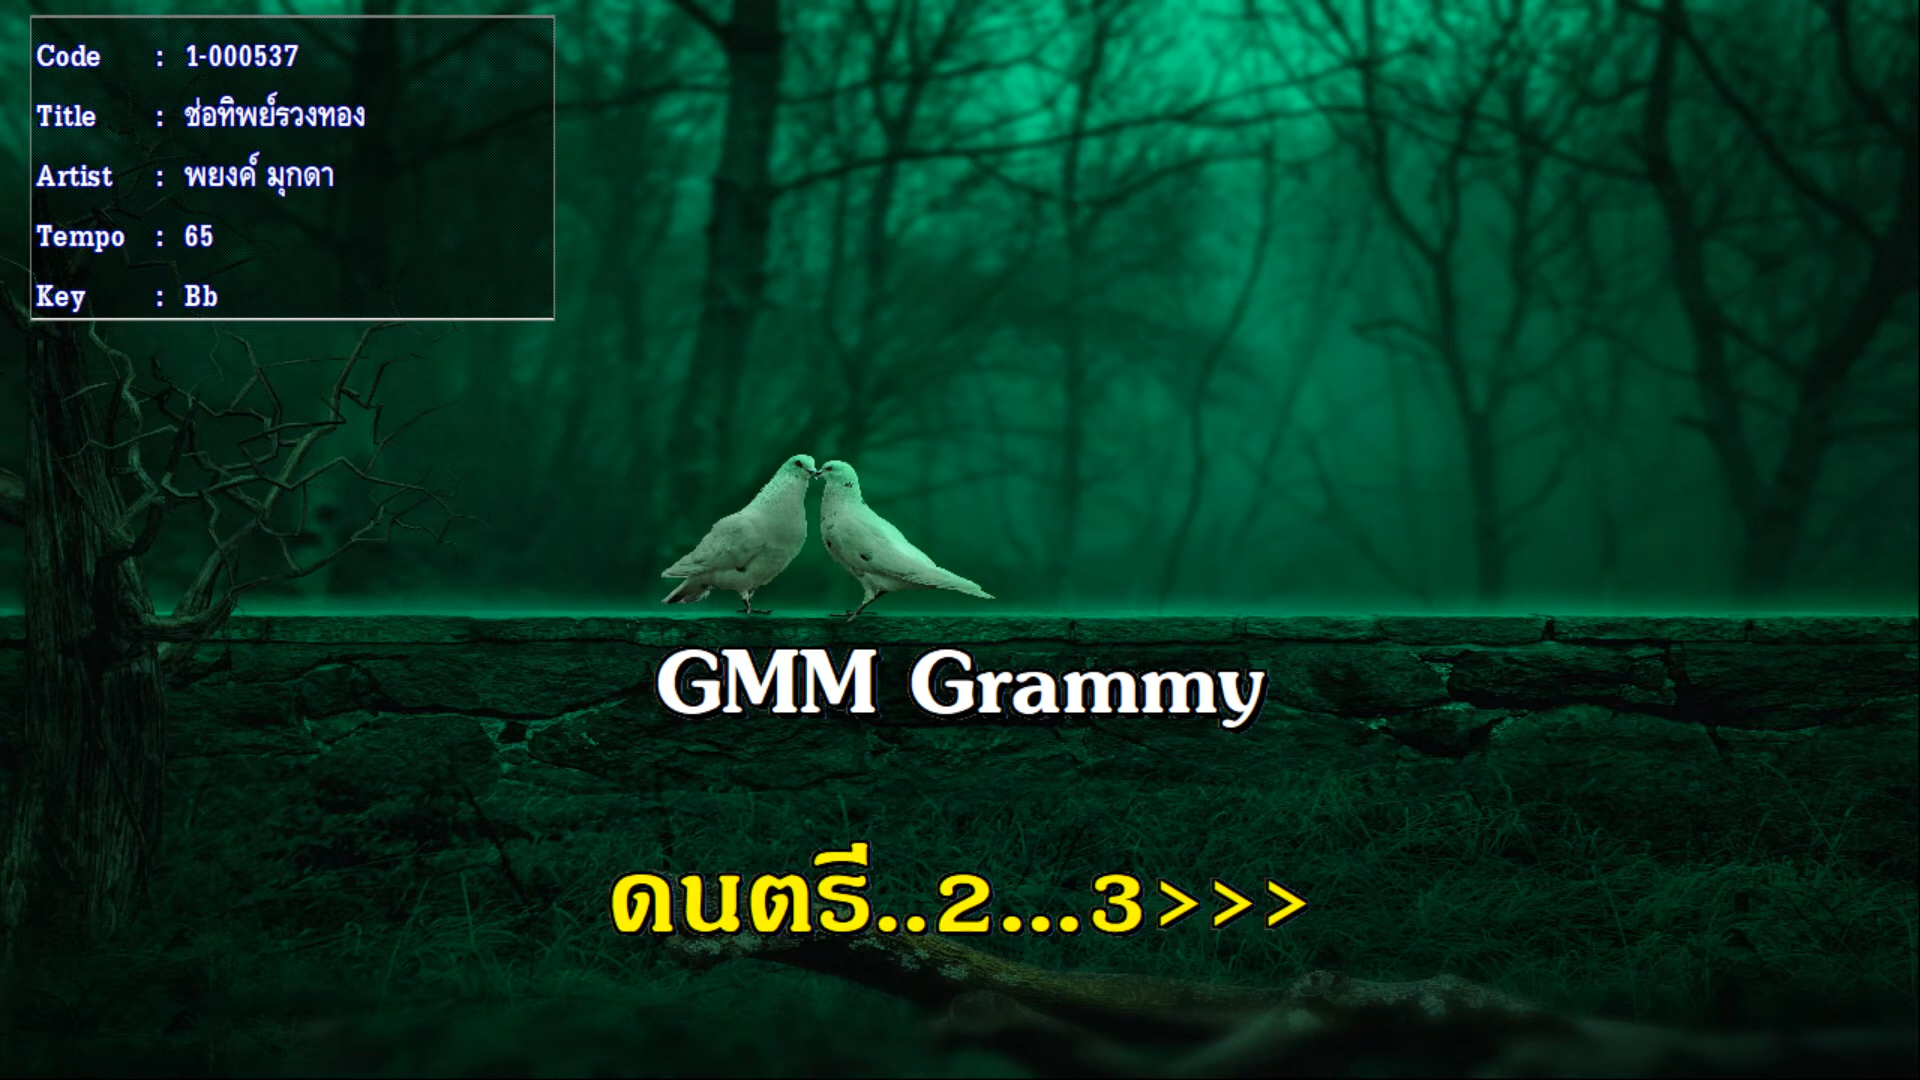 Code : 1-000537
Title : ช่อทิพย์รวงทอง
Artist : พยงค์ มุกดา
Tempo : 65
Key : Bb
GMM Grammy
ดนตรี..2...3>>>